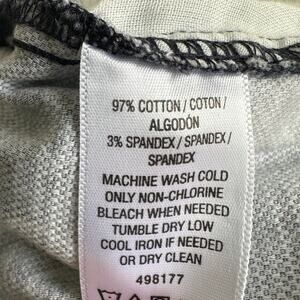 97% COTTON / COTON /
ALGODÓN
3% SPANDEX / SPANDEX /
SPANDEX
MACHINE WASH COLD
ONLY NON-CHLORINE
BLEACH WHEN NEEDED
TUMBLE DRY LOW
COOL IRON IF NEEDED
OR DRY CLEAN
498177